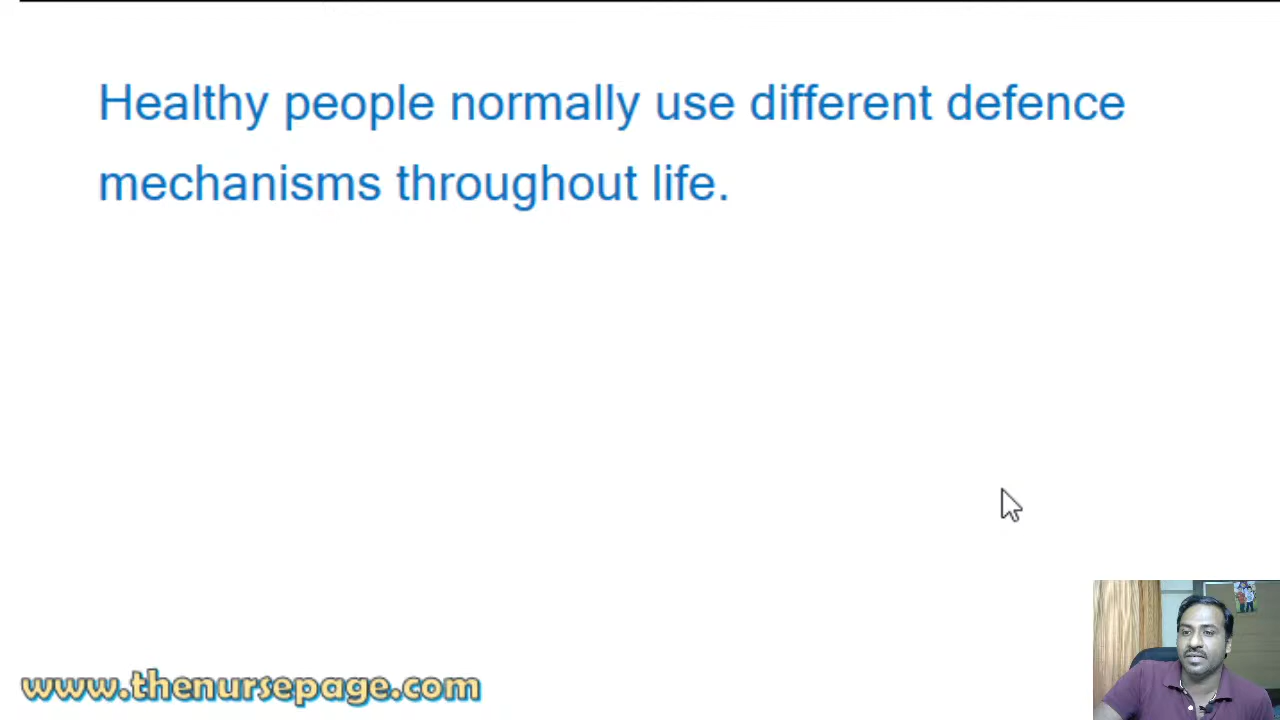 Healthy people normally use different defence
mechanisms throughout life.
www.thenursepage.com